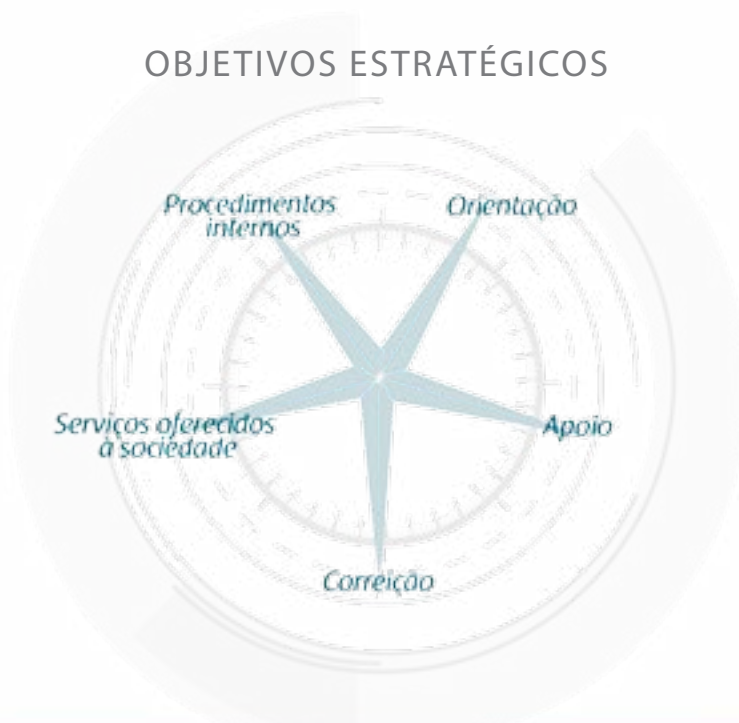 OBJETIVOS ESTRATÉGICOS
Procedimentos
internos
Orientação
Serviços oferecidos
à sociedade
Apoio
Correição